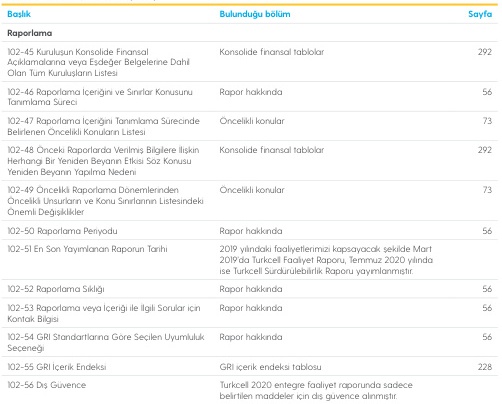 Başlık Bulunduğu bölüm Sayfa
Raporlama
102-45 Kuruluşun Konsolide Finansal Konsolide finansal tablolar 292
Açıklamalarına veya Eşdeğer Belgelerine Dahil
Olan Tüm Kuruluşların Listesi
102-46 Raporlama İçeriğini ve Sınırlar Konusunu Rapor hakkında 56
Tanımlama Süreci
102-47 Raporlama İçeriğini Tanımlama Sürecinde Öncelikli konular 73
Belirlenen Öncelikli Konuların Listesi
102-48 Önceki Raporlarda Verilmiş Bilgilere İlişkin Konsolide finansal tablolar 292
Herhangi Bir Yeniden Beyanın Etkisi Söz Konusu
Yeniden Beyanın Yapılma Nedeni
102-49 Öncelikli Raporlama Dönemlerinden Öncelikli konular 73
Öncelikli Unsurların ve Konu Sınırlarının Listesindeki
Önemli Değişiklikler
102-50 Raporlama Periyodu Rapor hakkında 56
102-51 En Son Yayımlanan Raporun Tarihi 2019 yılındaki faaliyetlerimizi kapsayacak şekilde Mart
2019'da Turkcell Faaliyet Raporu, Temmuz 2020 yılında
ise Turkcell Sürdürülebilirlik Raporu yayımlanmıştır.
102-52 Raporlama Sıklığı Rapor hakkında 56
102-53 Raporlama veya İçeriği ile İlgili Sorular için Rapor hakkında 56
Kontak Bilgisi
102-54 GRI Standartlarına Göre Seçilen Uyumluluk Rapor hakkında 56
Seçeneği
102-55 GRI İçerik Endeksi GRI içerik endeksi tablosu 228
102-56 Dış Güvence Turkcell 2020 entegre faaliyet raporunda sadece
belirtilen maddeler için dış güvence alınmıştır.